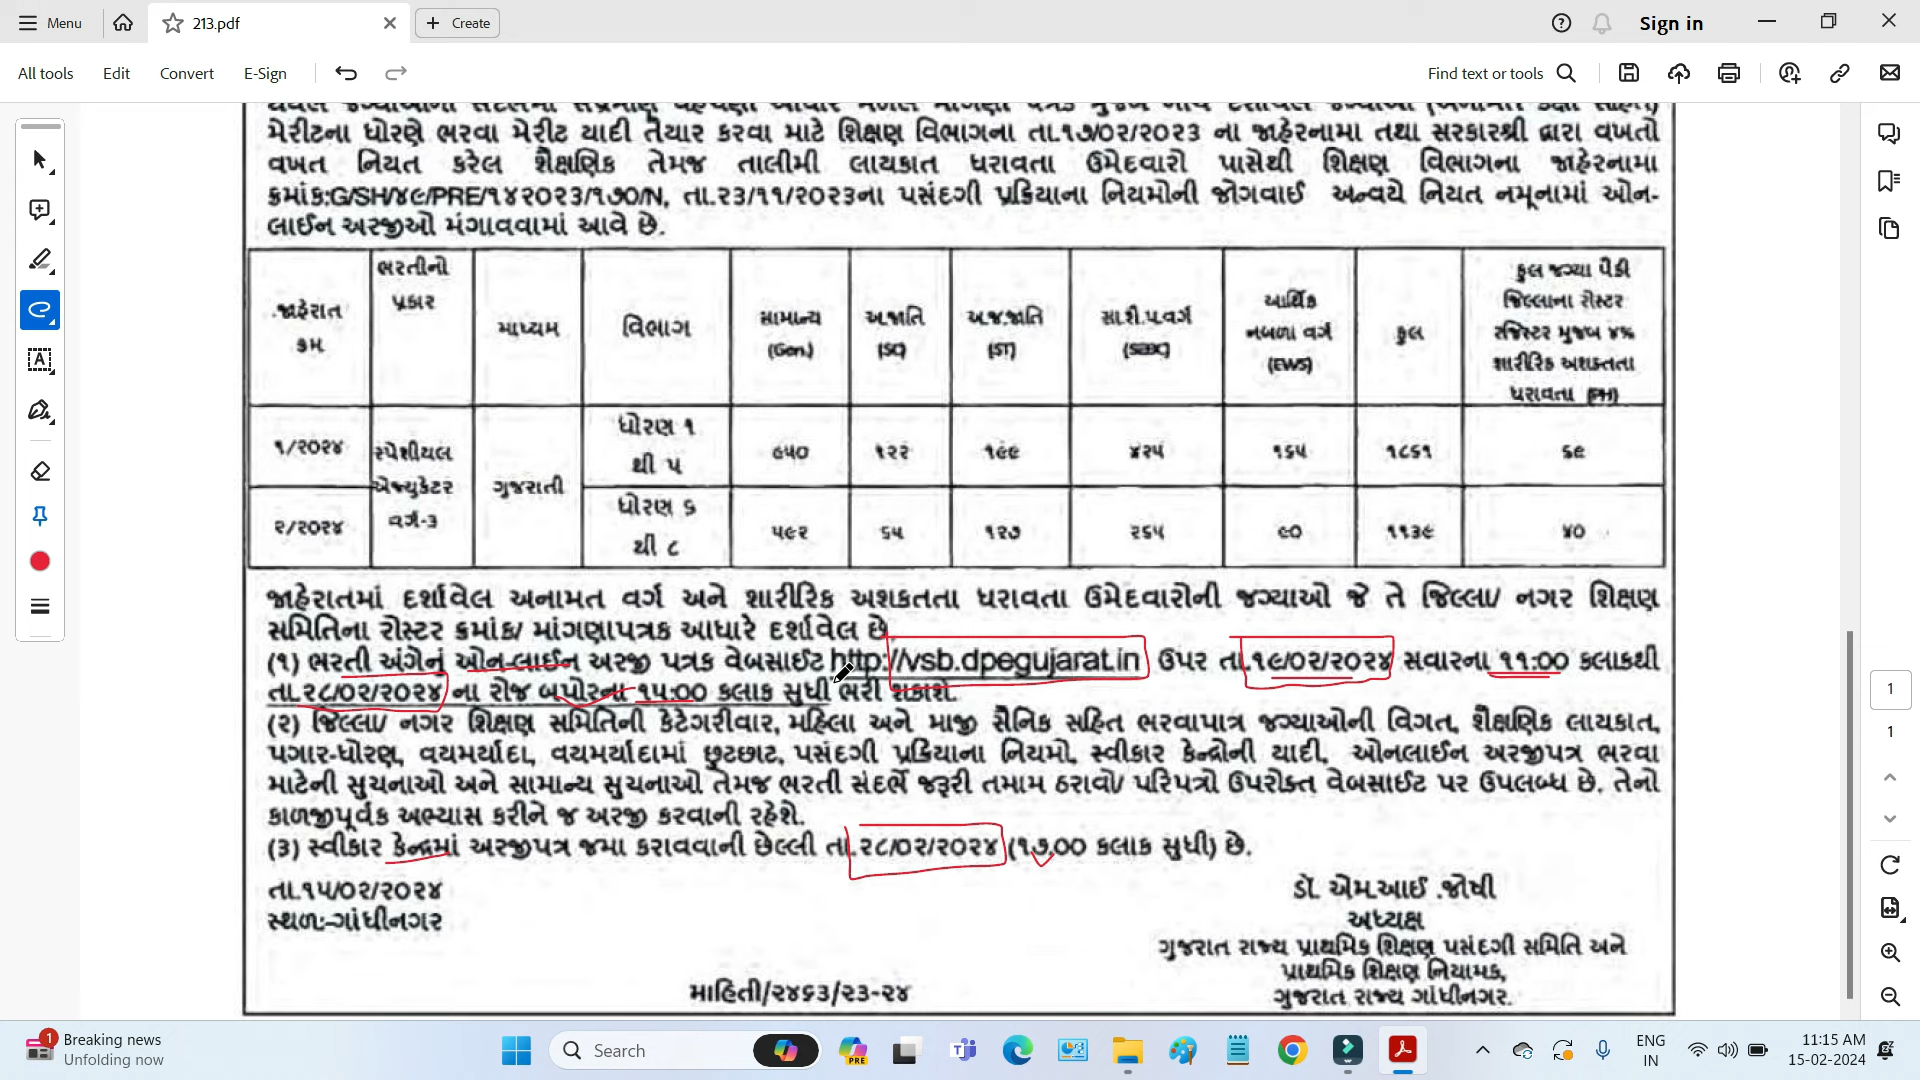 Menu
213.pdf
Create
Sign in
All tools
Edit
Convert
E-Sign
Find text or tools
મેરીટના ધોરણે ભરવા મેરીટ યાદી તૈયાર કરવા માટે શિક્ષણ વિભાગના તા.૧૭/૦૨/૨૦૨૩ ના જાહેરનામા તથા સરકારશ્રી દ્વારા વખતો
વખત નિયત કરેલ શૈક્ષણિક તેમજ તાલીમી લાયકાત ધરાવતા ઉમેદવારો પાસેથી શિક્ષણ વિભાગના જાહેરનામા
ક્રમાંક:G/SH/૪૯/PRE/૧૪૨૦૨૩/૧૭૦/N, તા.૨૩/૧૧/૨૦૨૩ના પસંદગી પ્રક્રિયાના નિયમોની જોગવાઈ અન્વયે નિયત નમૂનામાં ઓન-
લાઈન અરજીઓ મંગાવવામાં આવે છે.
જાહેરાત ક્રમ
ભરતીનો પ્રકાર
માધ્યમ
વિભાગ
સામાન્ય (Gen.)
અ.જાતિ (SC)
અ.જ.જાતિ (ST)
સા.શૈ.પ.વર્ગ (SEBC)
આર્થિક નબળા વર્ગ (EWS)
કુલ
કુલ જગ્યા પૈકી જિલ્લાના રોસ્ટર રજિસ્ટર મુજબ ૪% શારીરિક અશક્તતા ધરાવતા (PH)
૧/૨૦૨૪
સ્પેશીયલ એજ્યુકેટર વર્ગ-૩
ગુજરાતી
ધોરણ ૧ થી ૫
૯૫૦
૧૨૨
૧૯૯
૪૨૫
૧૬૫
૧૮૬૧
૬૯
૨/૨૦૨૪
ધોરણ ૬ થી ૮
૫૯૨
૬૫
૧૨૭
૨૬૫
૯૦
૧૧૩૯
૪૦
જાહેરાતમાં દર્શાવેલ અનામત વર્ગ અને શારીરિક અશકતતા ધરાવતા ઉમેદવારોની જગ્યાઓ જે તે જિલ્લા/ નગર શિક્ષણ
સમિતિના રોસ્ટર ક્રમાંક/ માંગણાપત્રક આધારે દર્શાવેલ છે
(૧) ભરતી અંગેનું ઓન-લાઈન અરજી પત્રક વેબસાઈટ http://vsb.dpegujarat.in ઉપર તા.૧૯/૦૨/૨૦૨૪ સવારના ૧૧:૦૦ કલાકથી
તા.૨૮/૦૨/૨૦૨૪ ના રોજ બપોરના ૧૫:૦૦ કલાક સુધી ભરી શકાશે.
(૨) જિલ્લા/ નગર શિક્ષણ સમિતિની કેટેગરીવાર, મહિલા અને માજી સૈનિક સહિત ભરવાપાત્ર જગ્યાઓની વિગત, શૈક્ષણિક લાયકાત,
પગાર-ધોરણ, વયમર્યાદા, વયમર્યાદામાં છુટછાટ, પસંદગી પ્રક્રિયાના નિયમો, સ્વીકાર કેન્દ્રોની યાદી, ઓનલાઈન અરજીપત્ર ભરવા
માટેની સુચનાઓ અને સામાન્ય સુચનાઓ તેમજ ભરતી સંદર્ભે જરૂરી તમામ ઠરાવો/ પરિપત્રો ઉપરોક્ત વેબસાઈટ પર ઉપલબ્ધ છે. તેનો
કાળજીપૂર્વક અભ્યાસ કરીને જ અરજી કરવાની રહેશે.
(૩) સ્વીકાર કેન્દ્રમાં અરજીપત્ર જમા કરાવવાની છેલ્લી તા.૨૮/૦૨/૨૦૨૪ (૧૭.૦૦ કલાક સુધી) છે.
તા.૧૫/૦૨/૨૦૨૪
સ્થળ:-ગાંધીનગર
ડૉ. એમ.આઈ .જોષી
અધ્યક્ષ
ગુજરાત રાજ્ય પ્રાથમિક શિક્ષણ પસંદગી સમિતિ અને
પ્રાથમિક શિક્ષણ નિયામક,
ગુજરાત રાજ્ય ગાંધીનગર.
માહિતી/૨૪૬૩/૨૩-૨૪
1
1
1
Breaking news
Unfolding now
Search
PRE
ENG
IN
11:15 AM
15-02-2024